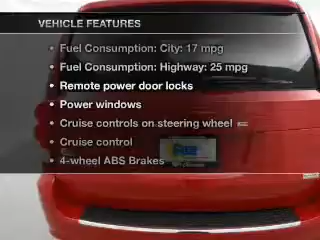 VEHICLE FEATURES
• Fuel Consumption: City: 17 mpg
• Fuel Consumption: Highway: 25 mpg
• Remote power door locks
• Power windows
• Cruise controls on steering wheel
• Cruise control
• 4-wheel ABS Brakes